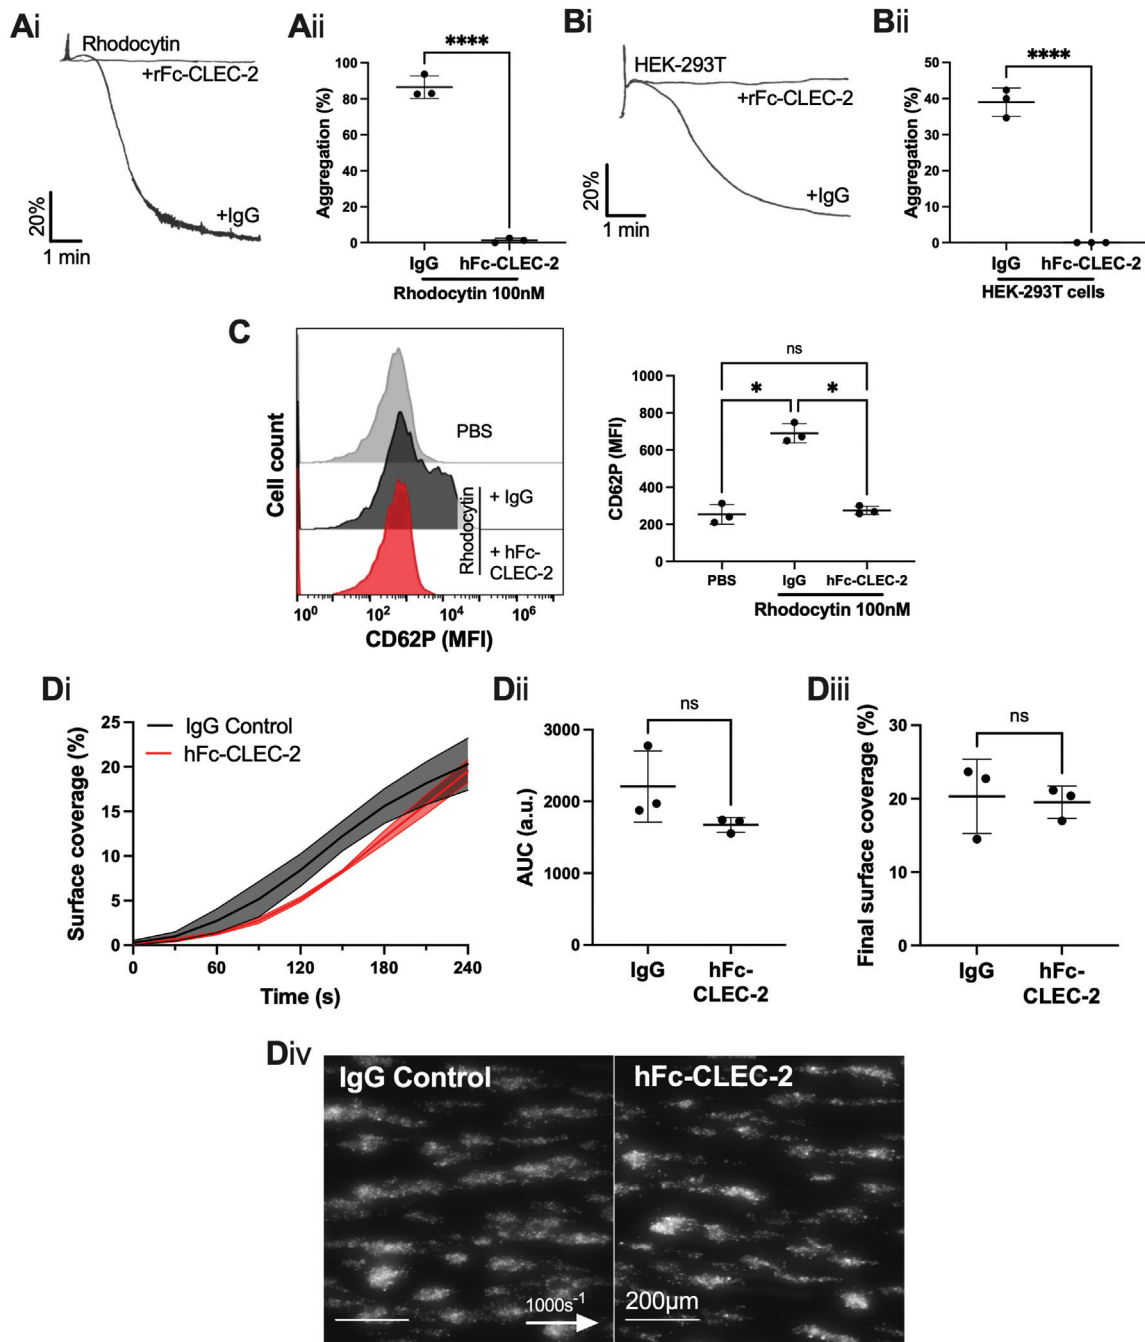 Ai
Rhodocytin
+rFc-CLEC-2
+IgG
20%
1 min
Aii
****
Aggregation (%)
100
80
60
40
20
0
IgG hFc-CLEC-2
Rhodocytin 100nM
Bi
HEK-293T
+rFc-CLEC-2
+IgG
20%
1 min
Bii
****
Aggregation (%)
50
40
30
20
10
0
IgG hFc-CLEC-2
HEK-293T cells
C
Cell count
PBS
Rhodocytin
+ IgG
+ hFc-
CLEC-2
10⁰ 10² 10⁴ 10⁶
CD62P (MFI)
ns
* *
CD62P (MFI)
1000
800
600
400
200
0
PBS IgG hFc-CLEC-2
Rhodocytin 100nM
Di
IgG Control
hFc-CLEC-2
Surface coverage (%)
25
20
15
10
5
0
0 60 120 180 240
Time (s)
Dii
ns
AUC (a.u.)
3000
2000
1000
0
IgG hFc-
CLEC-2
Diii
ns
Final surface coverage (%)
30
20
10
0
IgG hFc-
CLEC-2
Div
IgG Control
hFc-CLEC-2
1000s⁻¹
200µm